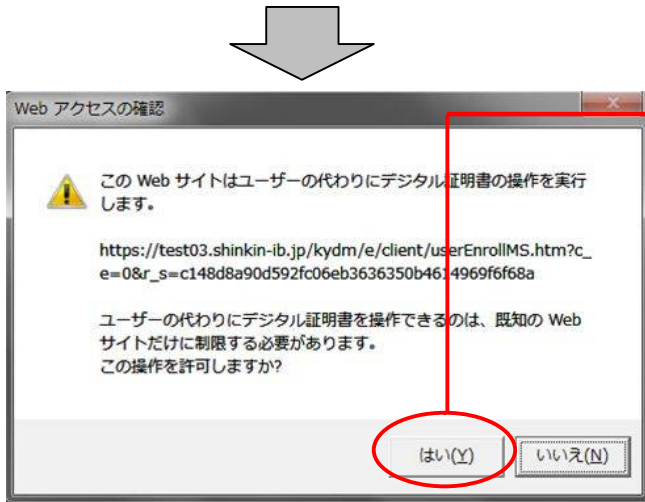 Web アクセスの確認
この Web サイトはユーザーの代わりにデジタル証明書の操作を実行
します。
https://test03.shinkin-ib.jp/kydm/e/client/userEnrollMS.htm?c_
e=0&r_s=c148d8a90d592fc06eb3636350b4614969f6f68a
ユーザーの代わりにデジタル証明書を操作できるのは、既知の Web
サイトだけに制限する必要があります。
この操作を許可しますか?
はい(Y)
いいえ(N)